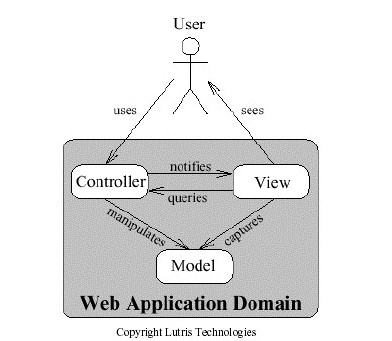 User
uses
sees
notifies
Controller
View
queries
manipulates
captures
Model
Web Application Domain
Copyright Lutris Technologies